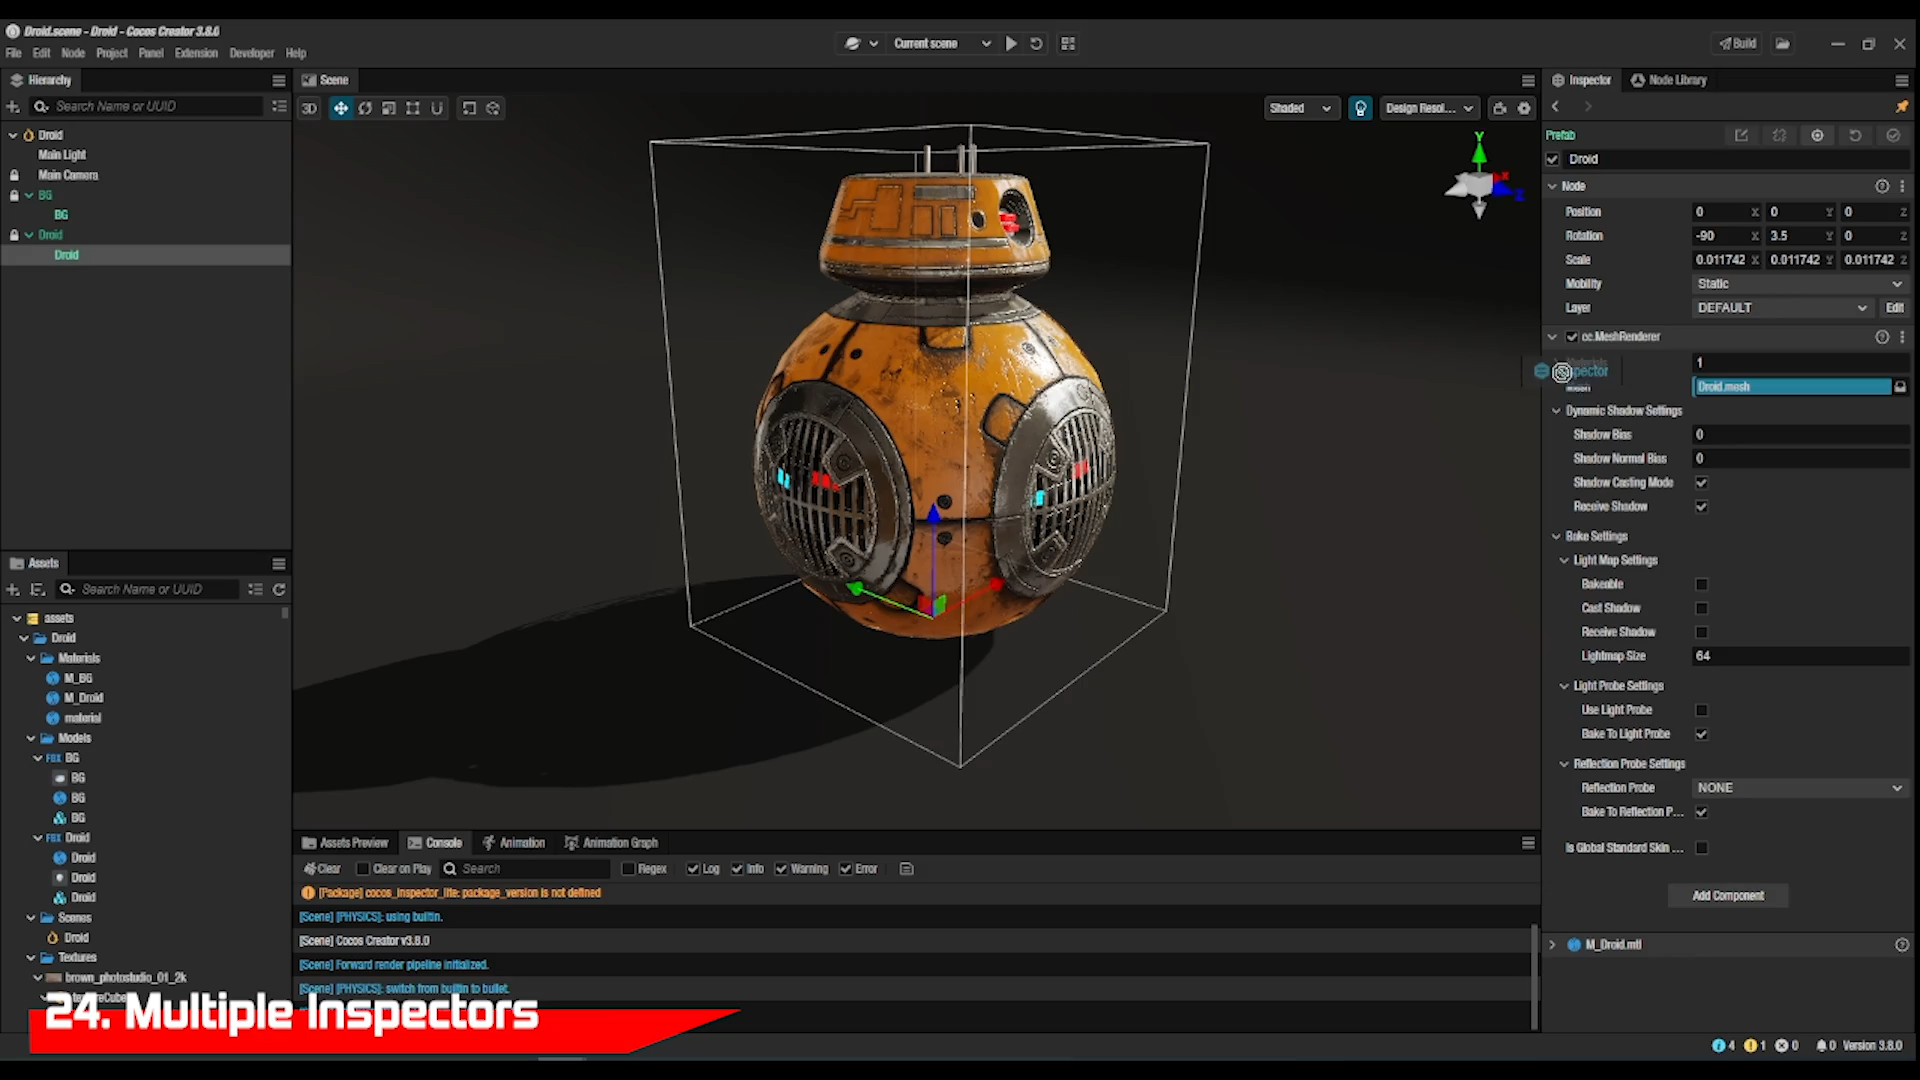 Droid.scene - Droid - Cocos Creator 3.8.0
File Edit Node Project Panel Extension Developer Help
Current scene
Build
Hierarchy
Search Name or UUID
Droid
Main Light
Main Camera
BG
BG
Droid
Droid
Scene
3D
Shaded
Design Resol...
Y
X
Z
Inspector
Node Library
Prefab
Droid
Node
Position 0 X 0 Y 0 Z
Rotation -90 X 3.5 Y 0 Z
Scale 0.011742 X 0.011742 Y 0.011742 Z
Mobility Static
Layer DEFAULT Edit
cc.MeshRenderer
Materials 1
Mesh Droid.mesh
Dynamic Shadow Settings
Shadow Bias 0
Shadow Normal Bias 0
Shadow Casting Mode
Receive Shadow
Bake Settings
Light Map Settings
Bakeable
Cast Shadow
Receive Shadow
Lightmap Size 64
Light Probe Settings
Use Light Probe
Bake To Light Probe
Reflection Probe Settings
Reflection Probe NONE
Bake To Reflection P...
Is Global Standard Skin ...
Add Component
M_Droid.mtl
Assets
Search Name or UUID
assets
Droid
Materials
M_BG
M_Droid
material
Models
FBX BG
BG
BG
BG
FBX Droid
Droid
Droid
Droid
Scenes
Droid
Textures
brown_photostudio_01_2k
Assets Preview Console Animation Animation Graph
Clear Clear on Play Search Regex Log Info Warning Error
[Package] cocos_inspector_lite: package_version is not defined
[Scene] [PHYSICS]: using builtin.
[Scene] Cocos Creator v3.8.0
[Scene] Forward render pipeline initialized.
[Scene] [PHYSICS]: switch from builtin to bullet.
24. Multiple Inspectors
4 1 0 0 Version 3.8.0